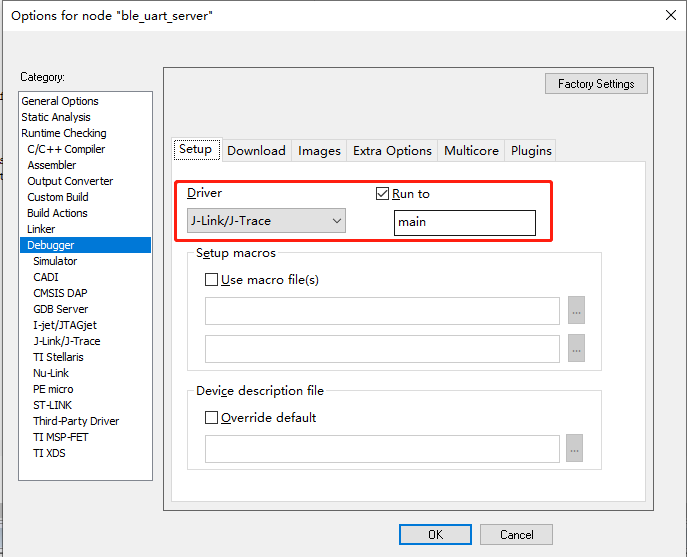 Options for node "ble_uart_server"
Category:
General Options
Static Analysis
Runtime Checking
C/C++ Compiler
Assembler
Output Converter
Custom Build
Build Actions
Linker
Debugger
Simulator
CADI
CMSIS DAP
GDB Server
I-jet/JTAGjet
J-Link/J-Trace
TI Stellaris
Nu-Link
PE micro
ST-LINK
Third-Party Driver
TI MSP-FET
TI XDS
Factory Settings
Setup Download Images Extra Options Multicore Plugins
Driver Run to
J-Link/J-Trace main
Setup macros
Use macro file(s)
...
...
Device description file
Override default
...
OK Cancel